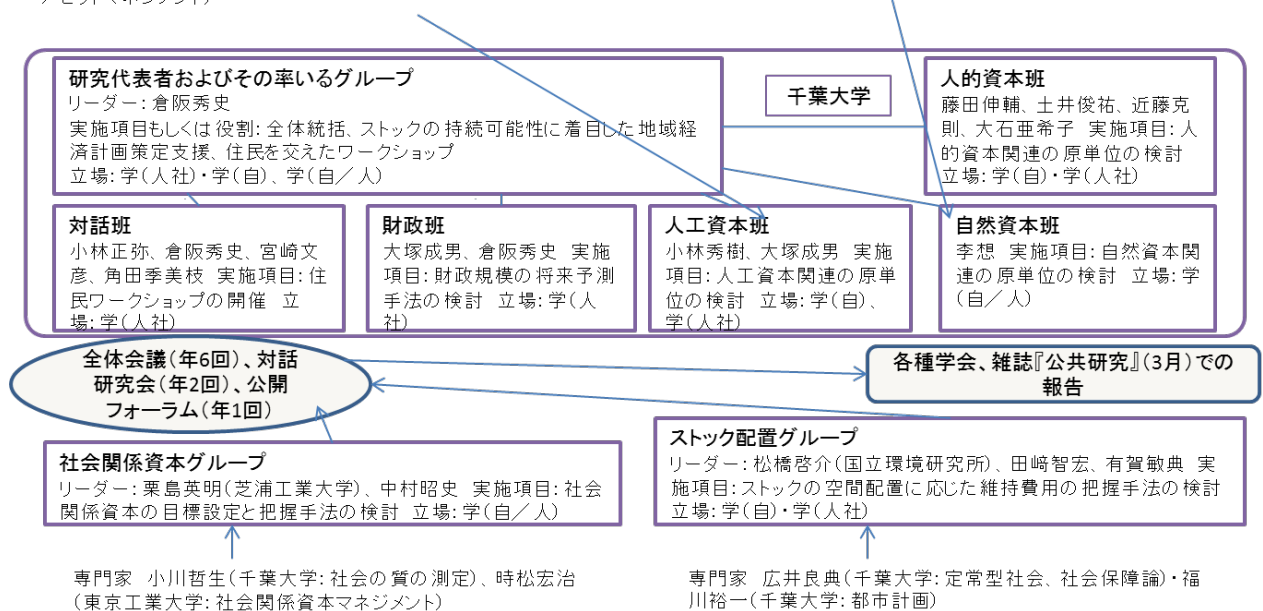 研究代表者およびその率いるグループ
リーダー：倉阪秀史
実施項目もしくは役割：全体統括、ストックの持続可能性に着目した地域経
済計画策定支援、住民を交えたワークショップ
立場：学（人社）・学（自）、学（自／人）
千葉大学
人的資本班
藤田伸輔、土井俊祐、近藤克
則、大石亜希子　実施項目：人
的資本関連の原単位の検討
立場：学（自）・学（人社）
対話班
小林正弥、倉阪秀史、宮崎文
彦、角田季美枝　実施項目：住
民ワークショップの開催　立
場：学（人社）
財政班
大塚成男、倉阪秀史　実施
項目：財政規模の将来予測
手法の検討　立場：学（人
社）
人工資本班
小林秀樹、大塚成男　実施
項目：人工資本関連の原単
位の検討　立場：学（自）、
学（人社）
自然資本班
李想　実施項目：自然資本関
連の原単位の検討　立場：学
（自／人）
全体会議（年6回）、対話
研究会（年2回）、公開
フォーラム（年1回）
各種学会、雑誌『公共研究』（3月）での
報告
社会関係資本グループ
リーダー：栗島英明（芝浦工業大学）、中村昭史　実施項目：社会
関係資本の目標設定と把握手法の検討　立場：学（自／人）
ストック配置グループ
リーダー：松橋啓介（国立環境研究所）、田崎智宏、有賀敏典　実
施項目：ストックの空間配置に応じた維持費用の把握手法の検討
立場：学（自）・学（人社）
専門家　小川哲生（千葉大学：社会の質の測定）、時松宏治
（東京工業大学：社会関係資本マネジメント）
専門家　広井良典（千葉大学：定常型社会、社会保障論）・福
川裕一（千葉大学：都市計画）